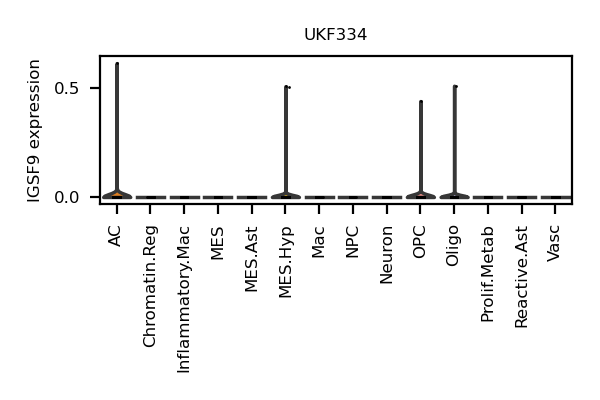 UKF334
IGSF9 expression
0.5
0.0
AC
Chromatin.Reg
Inflammatory.Mac
MES
MES.Ast
MES.Hyp
Mac
NPC
Neuron
OPC
Oligo
Prolif.Metab
Reactive.Ast
Vasc